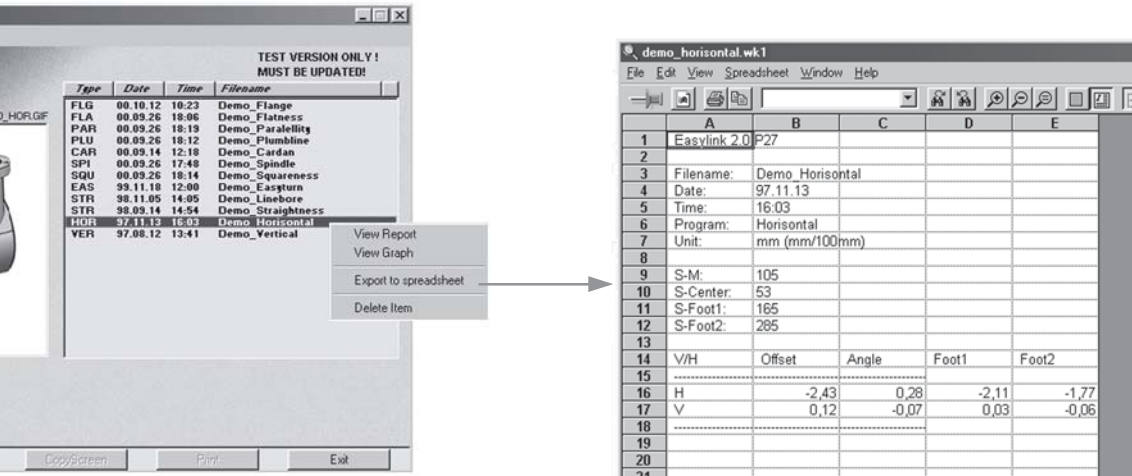 TEST VERSION ONLY !
MUST BE UPDATED!
Type Date Time Filename
FLG 00.10.12 10:23 Demo_Flange
FLA 00.09.26 18:06 Demo_Flatness
PAR 00.09.26 18:19 Demo_Paralellity
PLU 00.09.26 18:12 Demo_Plumbline
CAR 00.09.14 12:18 Demo_Cardan
SPI 00.09.26 17:48 Demo_Spindle
SQU 00.09.26 18:14 Demo_Squareness
EAS 99.11.18 12:00 Demo_Easyturn
STR 98.11.05 14:05 Demo_Linebore
STR 98.09.14 14:54 Demo_Straightness
HOR 97.11.13 16:03 Demo_Horisontal
VER 97.08.12 13:41 Demo_Vertical
_HOR.GIF
View Report
View Graph
Export to spreadsheet
Delete Item
CopyScreen Print Exit
demo_horisontal.wk1
File Edit View Spreadsheet Window Help
A B C D E
1 Easylink 2.0 P27
2
3 Filename: Demo_Horisontal
4 Date: 97.11.13
5 Time: 16:03
6 Program: Horisontal
7 Unit: mm (mm/100mm)
8
9 S-M: 105
10 S-Center: 53
11 S-Foot1: 165
12 S-Foot2: 285
13
14 V/H Offset Angle Foot1 Foot2
15 ----------------------------------------
16 H -2,43 0,28 -2,11 -1,77
17 V 0,12 -0,07 0,03 -0,06
18 ----------------------------------------
19
20
21